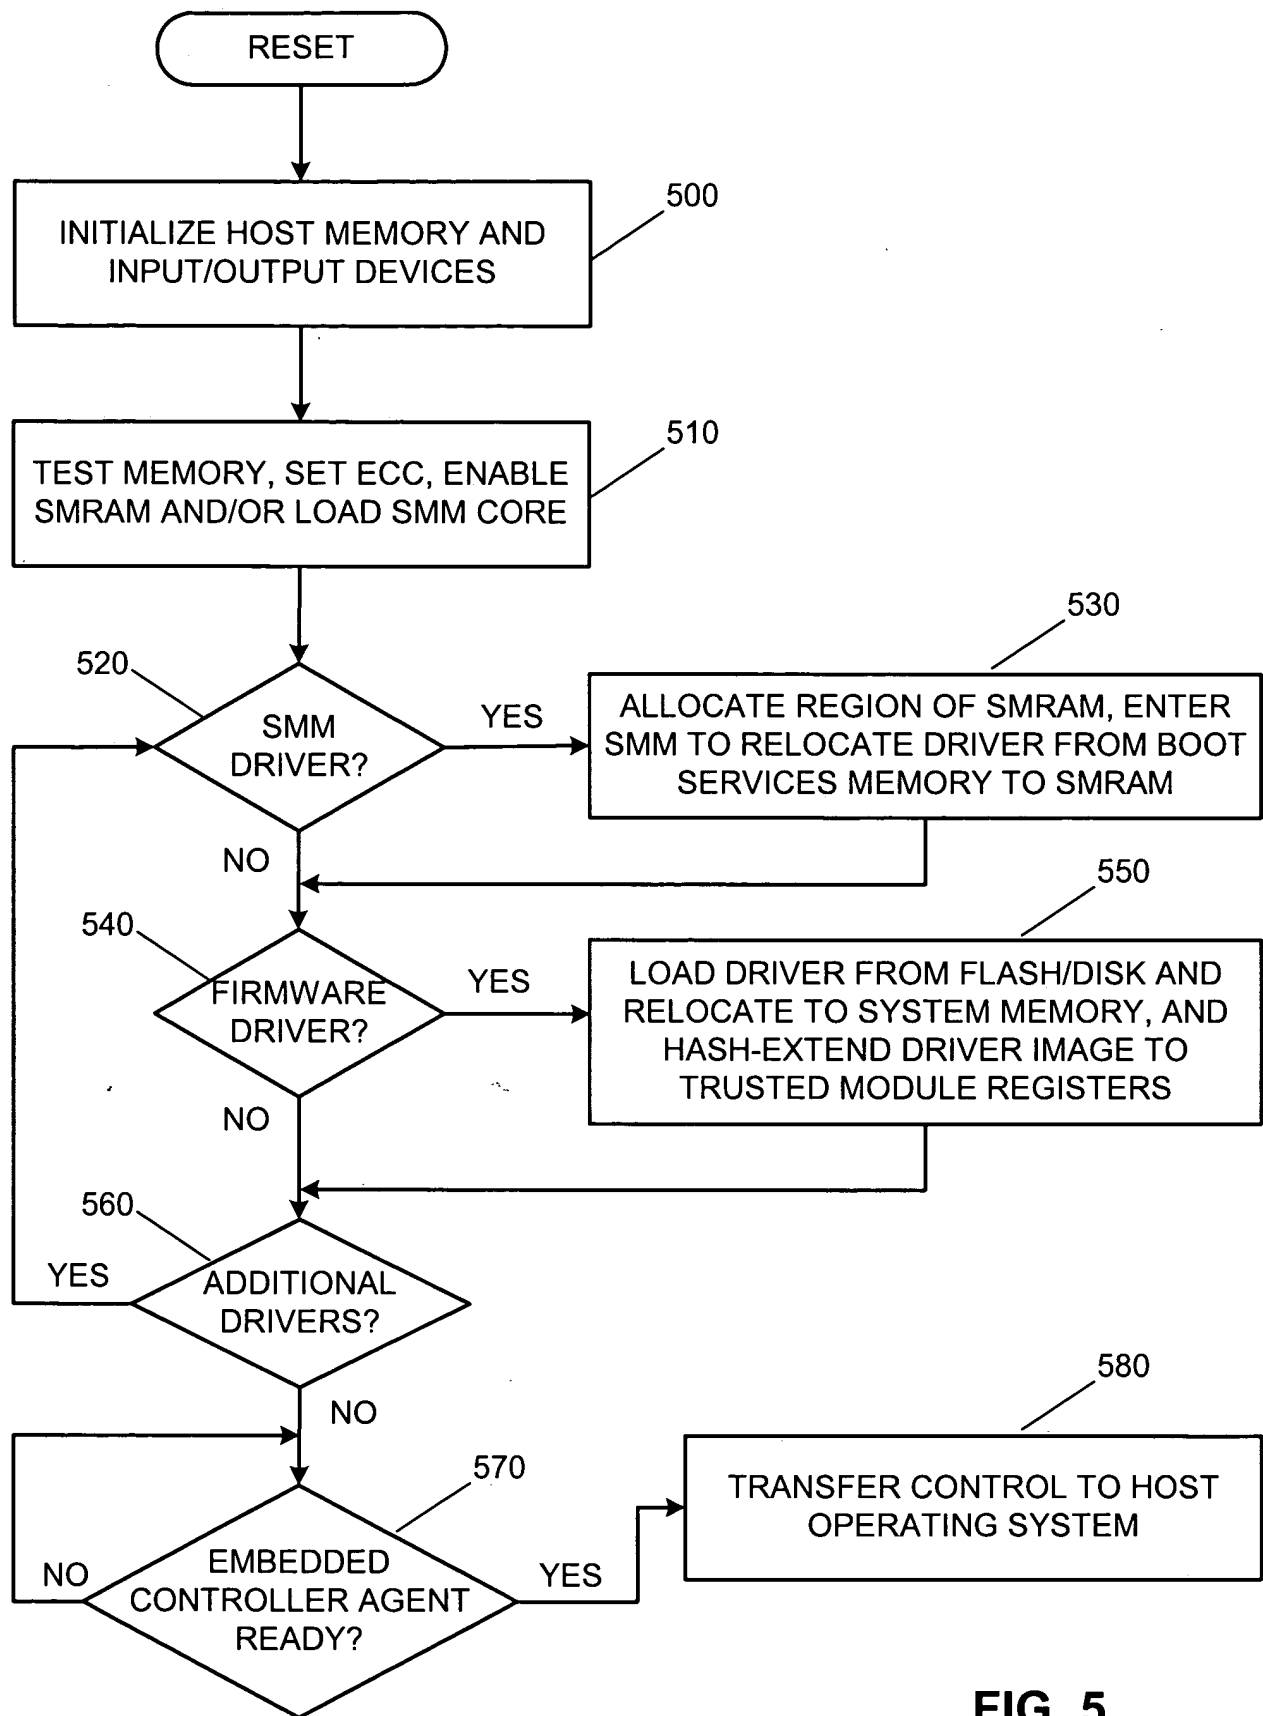 RESET
500
INITIALIZE HOST MEMORY AND
INPUT/OUTPUT DEVICES
510
TEST MEMORY, SET ECC, ENABLE
SMRAM AND/OR LOAD SMM CORE
520
SMM
DRIVER?
YES
530
ALLOCATE REGION OF SMRAM, ENTER
SMM TO RELOCATE DRIVER FROM BOOT
SERVICES MEMORY TO SMRAM
NO
540
FIRMWARE
DRIVER?
YES
550
LOAD DRIVER FROM FLASH/DISK AND
RELOCATE TO SYSTEM MEMORY, AND
HASH-EXTEND DRIVER IMAGE TO
TRUSTED MODULE REGISTERS
NO
560
YES
ADDITIONAL
DRIVERS?
NO
570
NO
EMBEDDED
CONTROLLER AGENT
READY?
YES
580
TRANSFER CONTROL TO HOST
OPERATING SYSTEM
FIG. 5